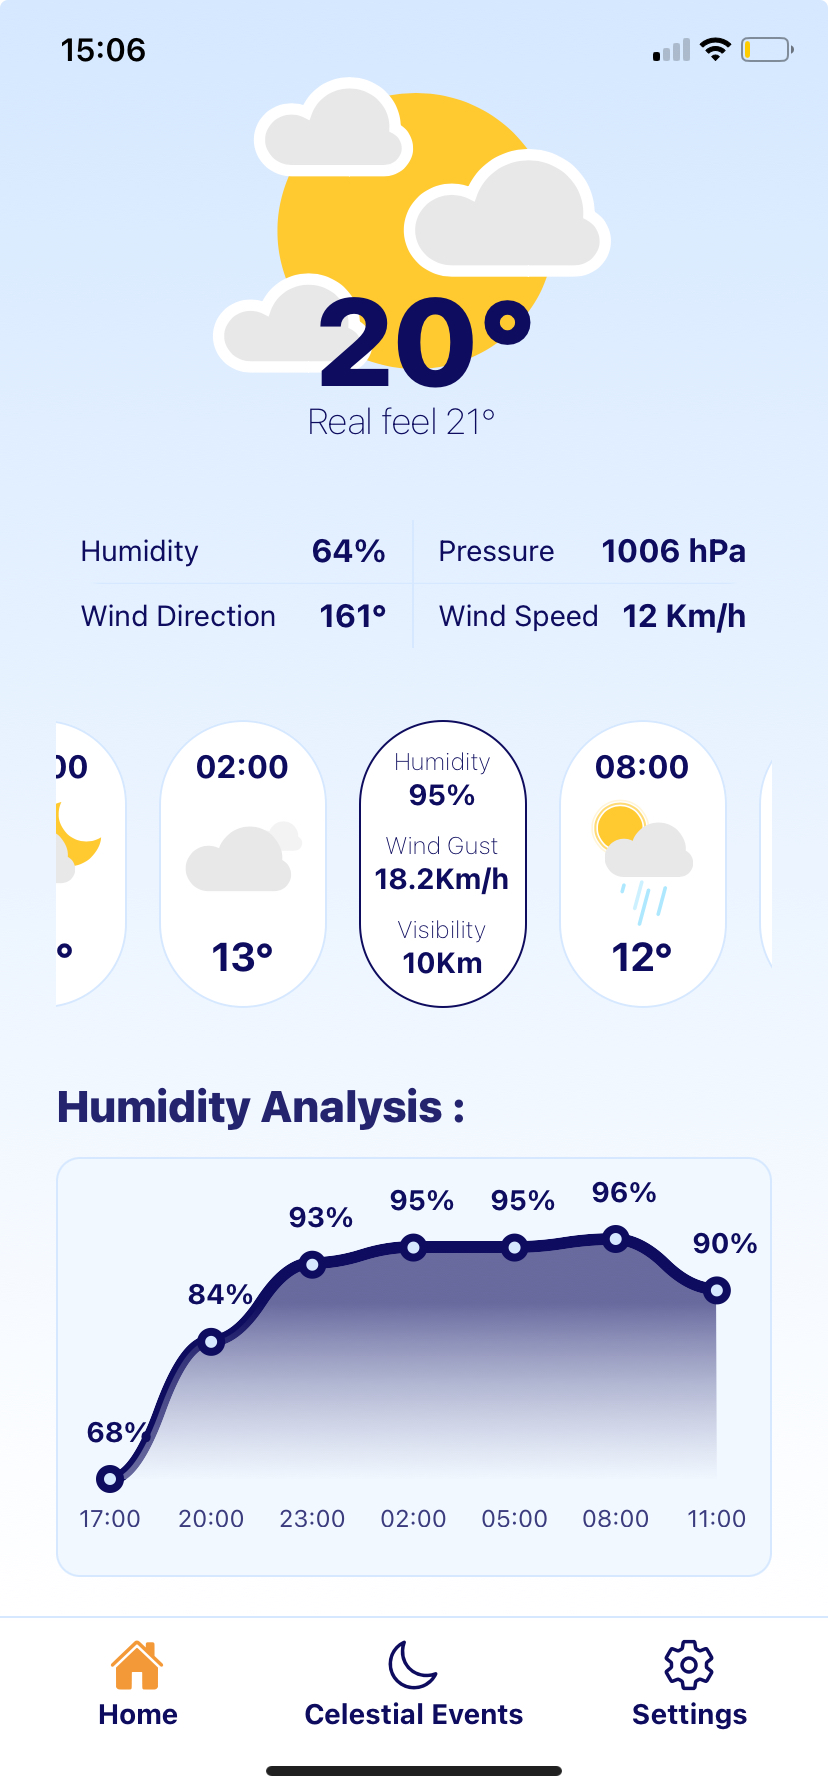 15:06
20°
Real feel 21°
Humidity 64% Pressure 1006 hPa
Wind Direction 161° Wind Speed 12 Km/h
02:00
13°
Humidity
95%
Wind Gust
18.2Km/h
Visibility
10Km
08:00
12°
Humidity Analysis :
68%
84%
93%
95%
95%
96%
90%
17:00 20:00 23:00 02:00 05:00 08:00 11:00
Home Celestial Events Settings